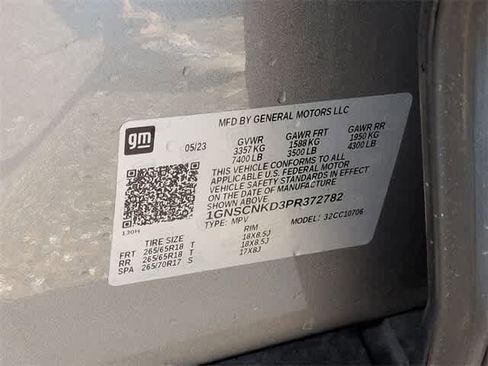 MFD BY GENERAL MOTORS LLC
gm
05/23 GVWR GAWR FRT GAWR RR
3357 KG 1588 KG 1950 KG
7400 LB 3500 LB 4300 LB
THIS VEHICLE CONFORMS TO ALL
APPLICABLE U.S. FEDERAL MOTOR
VEHICLE SAFETY STANDARDS IN EFFECT
ON THE DATE OF MANUFACTURE
SHOWN ABOVE.
1GNSCNKD3PR372782
TYPE: MPV MODEL: 32CC10706
130H
TIRE SIZE RIM
FRT 265/65R18 T 18X8.5J
RR 265/65R18 T 18X8.5J
SPA 265/70R17 S 17X8J